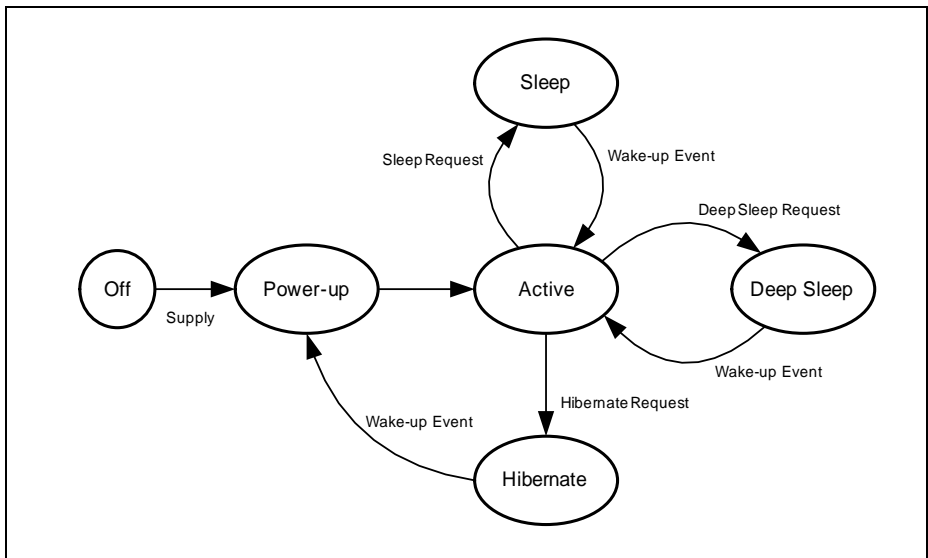 Sleep
Sleep Request
Wake-up Event
Deep Sleep Request
Off
Power-up
Active
Deep Sleep
Supply
Wake-up Event
Hibernate Request
Wake-up Event
Hibernate